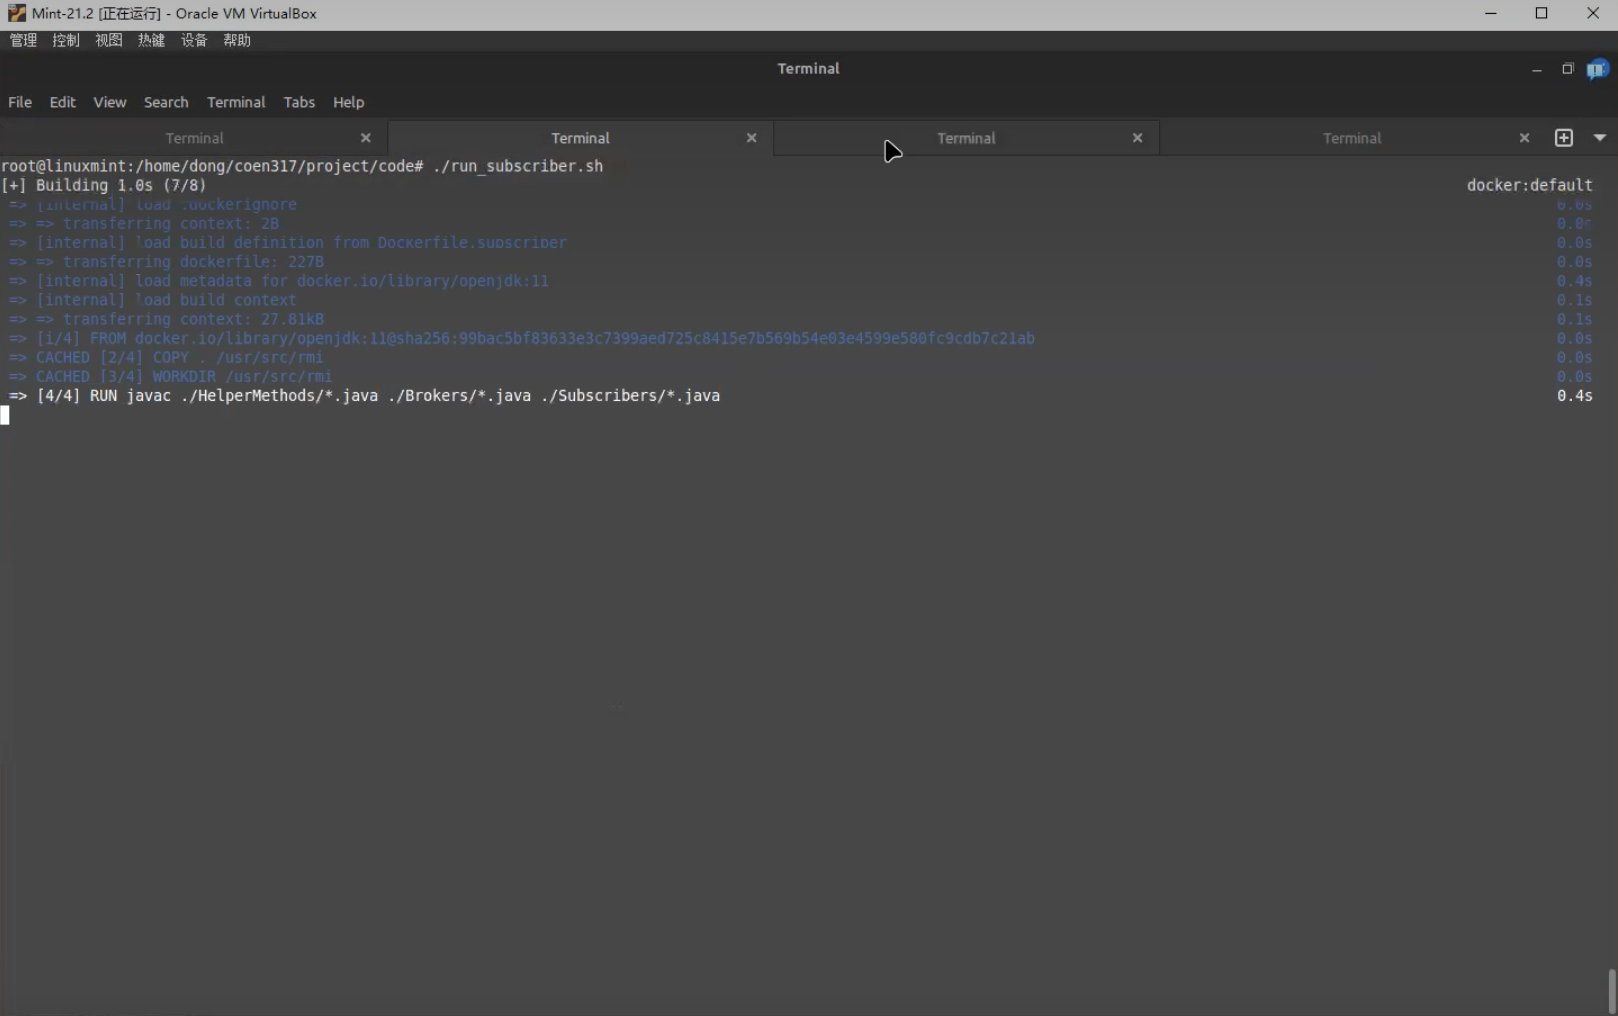 Mint-21.2 [正在运行] - Oracle VM VirtualBox
管理 控制 视图 热键 设备 帮助
Terminal
File Edit View Search Terminal Tabs Help
Terminal Terminal Terminal Terminal
root@linuxmint:/home/dong/coen317/project/code# ./run_subscriber.sh
[+] Building 1.0s (7/8) docker:default
=> [internal] load .dockerignore 0.0s
=> => transferring context: 2B 0.0s
=> [internal] load build definition from Dockerfile.subscriber 0.0s
=> => transferring dockerfile: 227B 0.0s
=> [internal] load metadata for docker.io/library/openjdk:11 0.4s
=> [internal] load build context 0.1s
=> => transferring context: 27.81kB 0.1s
=> [1/4] FROM docker.io/library/openjdk:11@sha256:99bac5bf83633e3c7399aed725c8415e7b569b54e03e4599e580fc9cdb7c21ab 0.0s
=> CACHED [2/4] COPY . /usr/src/rmi 0.0s
=> CACHED [3/4] WORKDIR /usr/src/rmi 0.0s
=> [4/4] RUN javac ./HelperMethods/*.java ./Brokers/*.java ./Subscribers/*.java 0.4s